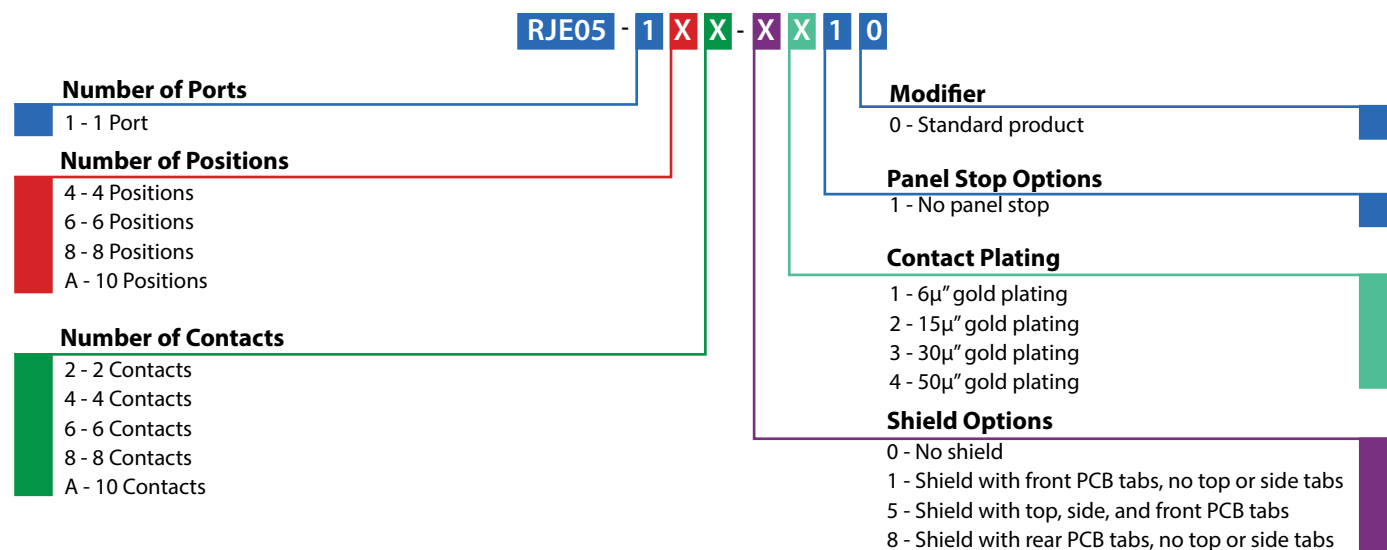 RJE05 - 1 X X - X X 1 0
Number of Ports
1 - 1 Port
Number of Positions
4 - 4 Positions
6 - 6 Positions
8 - 8 Positions
A - 10 Positions
Number of Contacts
2 - 2 Contacts
4 - 4 Contacts
6 - 6 Contacts
8 - 8 Contacts
A - 10 Contacts
Modifier
0 - Standard product
Panel Stop Options
1 - No panel stop
Contact Plating
1 - 6µ” gold plating
2 - 15µ” gold plating
3 - 30µ” gold plating
4 - 50µ” gold plating
Shield Options
0 - No shield
1 - Shield with front PCB tabs, no top or side tabs
5 - Shield with top, side, and front PCB tabs
8 - Shield with rear PCB tabs, no top or side tabs